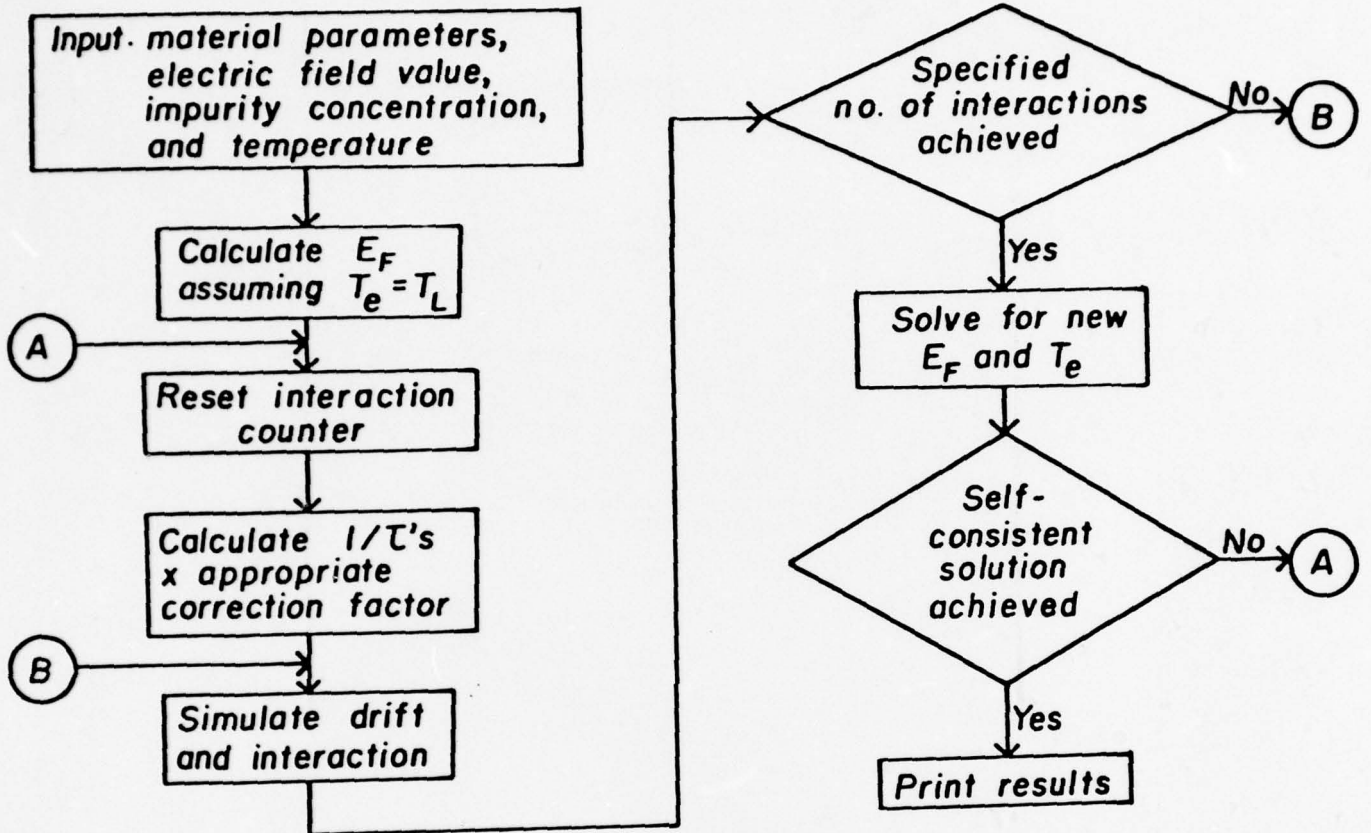 Input. material parameters,
electric field value,
impurity concentration,
and temperature
Calculate E_F
assuming T_e = T_L
A
Reset interaction
counter
Calculate 1/τ's
x appropriate
correction factor
B
Simulate drift
and interaction
Specified
no. of interactions
achieved
No
B
Yes
Solve for new
E_F and T_e
Self-
consistent
solution
achieved
No
A
Yes
Print results